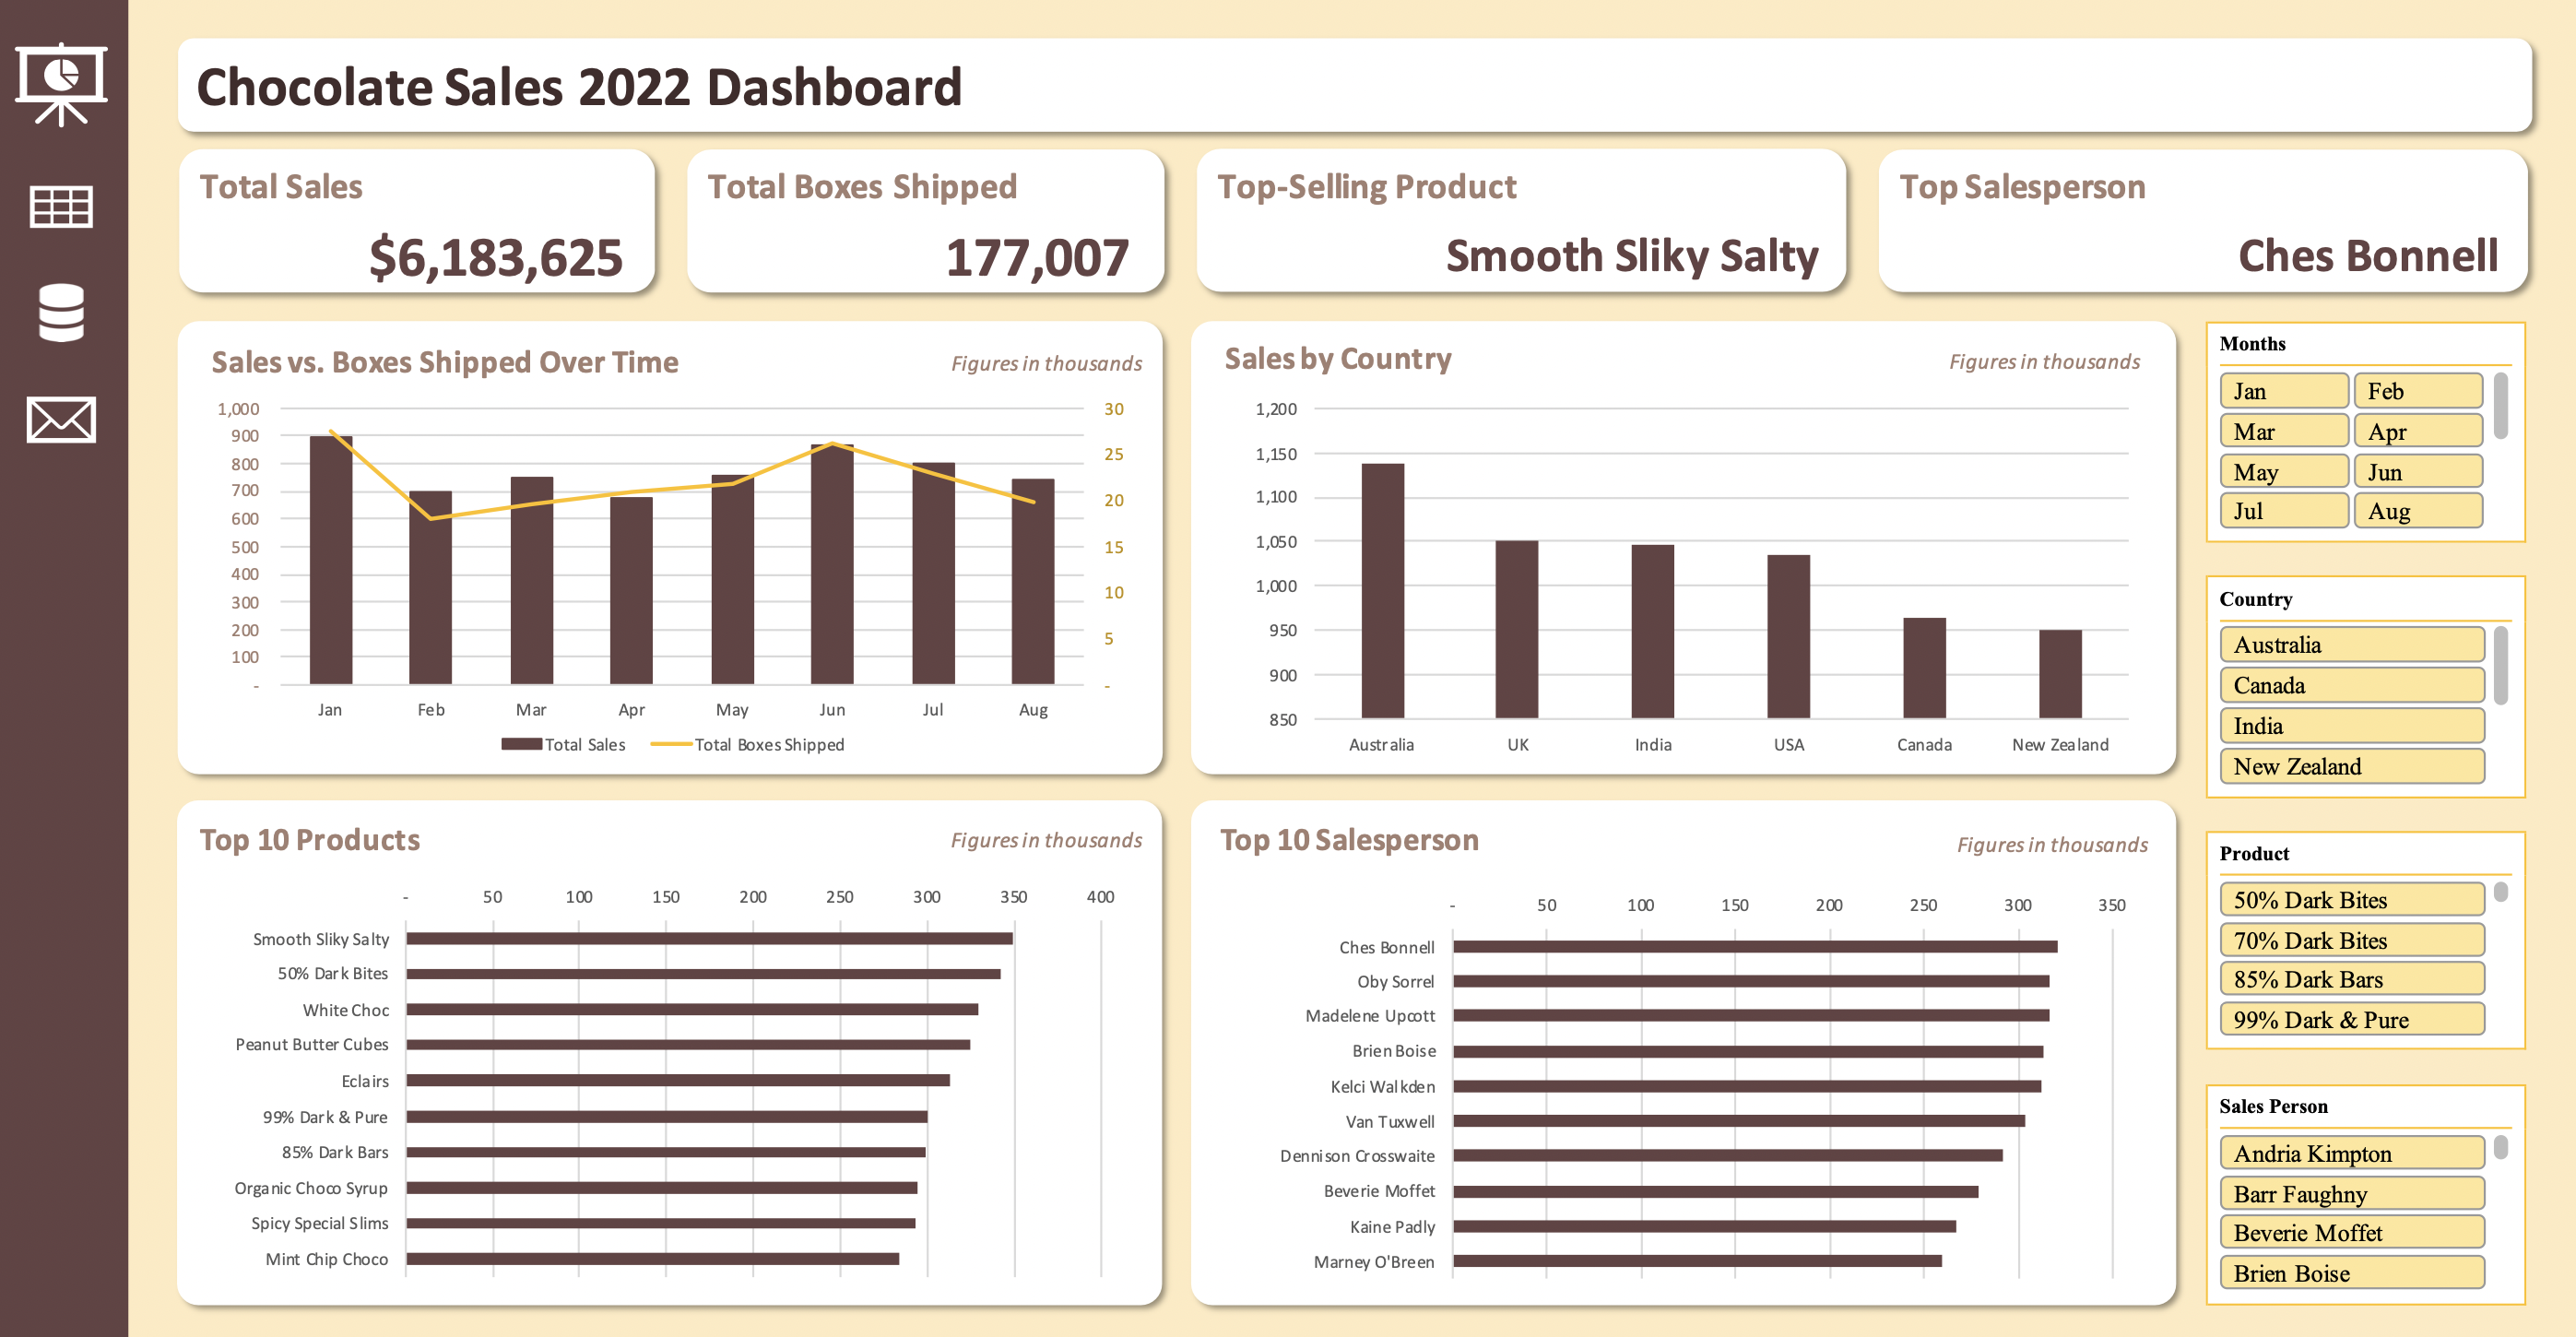 Chocolate Sales 2022 Dashboard
Total Sales
$6,183,625
Total Boxes Shipped
177,007
Top-Selling Product
Smooth Sliky Salty
Top Salesperson
Ches Bonnell
Sales vs. Boxes Shipped Over Time
Figures in thousands
1,000
900
800
700
600
500
400
300
200
100
-
30
25
20
15
10
5
-
Jan Feb Mar Apr May Jun Jul Aug
Total Sales Total Boxes Shipped
Sales by Country
Figures in thousands
1,200
1,150
1,100
1,050
1,000
950
900
850
Australia UK India USA Canada New Zealand
Months
Jan Feb
Mar Apr
May Jun
Jul Aug
Country
Australia
Canada
India
New Zealand
Top 10 Products
Figures in thousands
- 50 100 150 200 250 300 350 400
Smooth Sliky Salty
50% Dark Bites
White Choc
Peanut Butter Cubes
Eclairs
99% Dark & Pure
85% Dark Bars
Organic Choco Syrup
Spicy Special Slims
Mint Chip Choco
Top 10 Salesperson
Figures in thousands
- 50 100 150 200 250 300 350
Ches Bonnell
Oby Sorrel
Madelene Upcott
Brien Boise
Kelci Walkden
Van Tuxwell
Dennison Crosswaite
Beverie Moffet
Kaine Padly
Marney O'Breen
Product
50% Dark Bites
70% Dark Bites
85% Dark Bars
99% Dark & Pure
Sales Person
Andria Kimpton
Barr Faughny
Beverie Moffet
Brien Boise